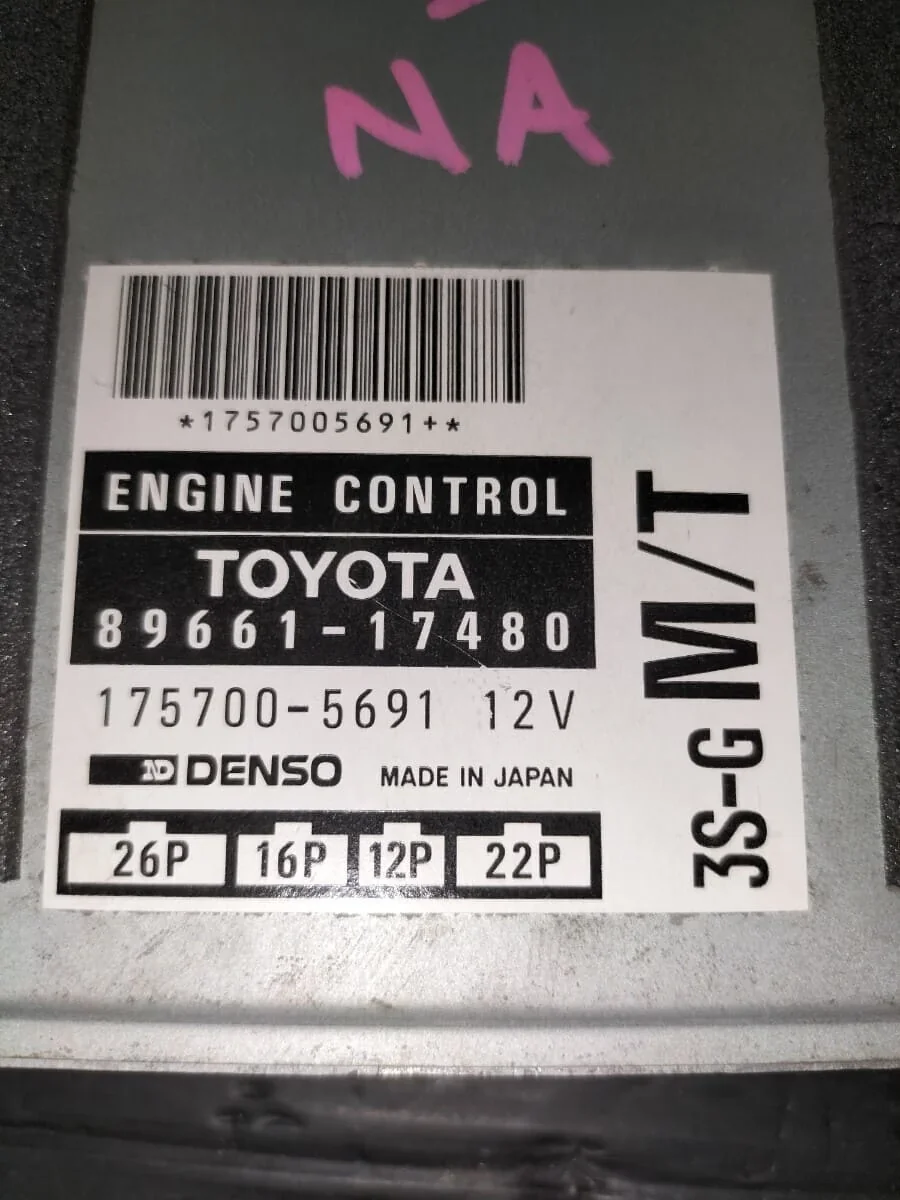 NA
*1757005691+*
ENGINE CONTROL
TOYOTA
89661-17480
175700-5691 12V
ND DENSO MADE IN JAPAN
26P 16P 12P 22P
3S-G M/T